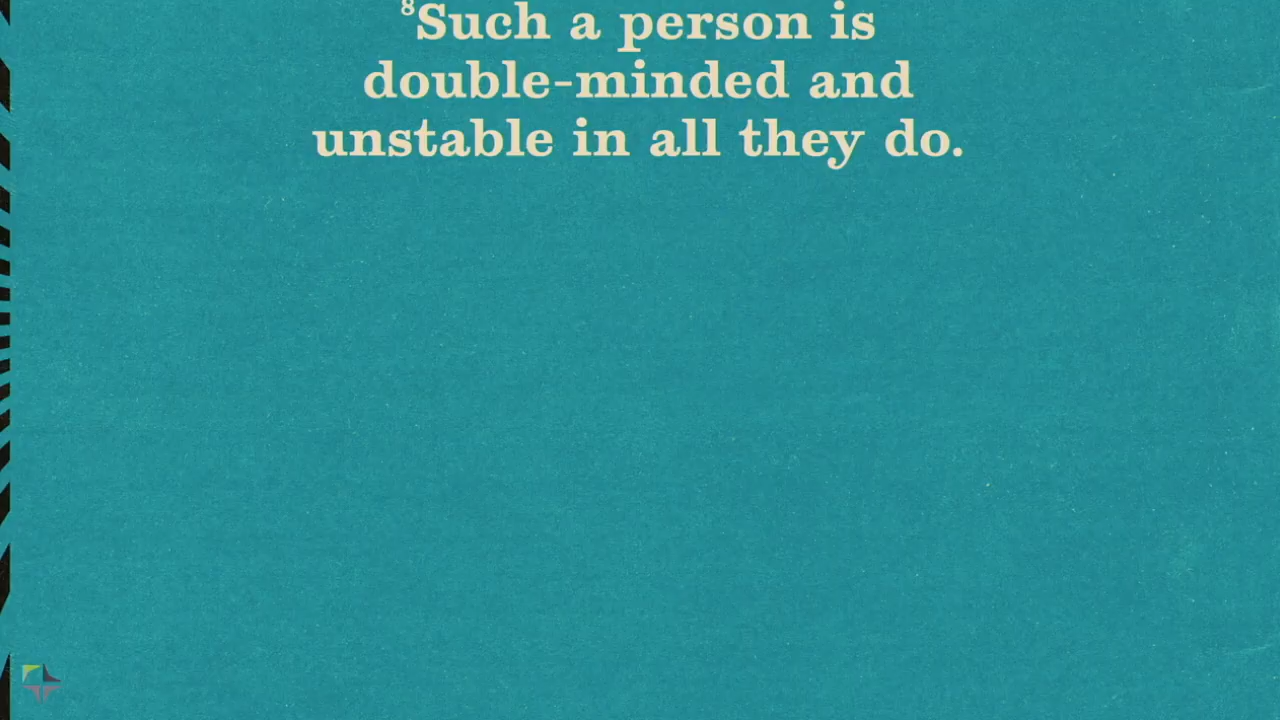 ⁸Such a person is
double-minded and
unstable in all they do.